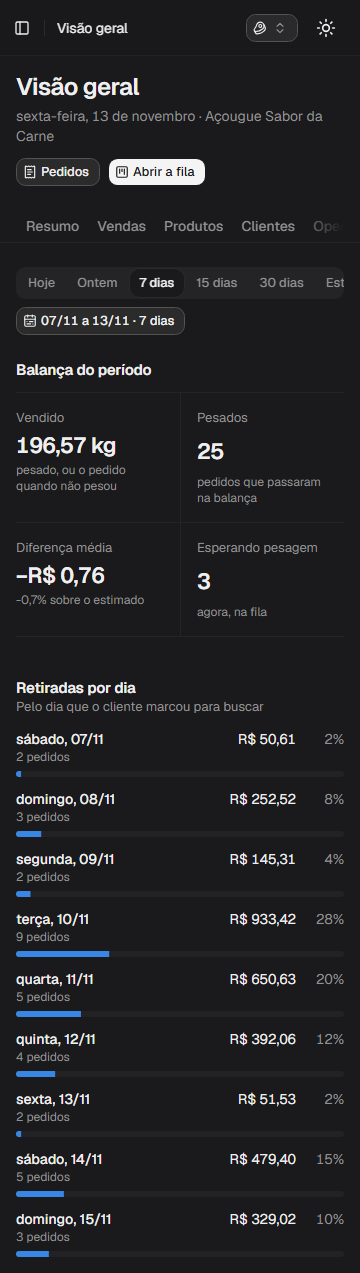 Visão geral
Visão geral
sexta-feira, 13 de novembro · Açougue Sabor da
Carne
Pedidos
Abrir a fila
Resumo Vendas Produtos Clientes Ope
Hoje Ontem 7 dias 15 dias 30 dias Est
07/11 a 13/11 · 7 dias
Balança do período
Vendido
196,57 kg
pesado, ou o pedido
quando não pesou
Pesados
25
pedidos que passaram
na balança
Diferença média
−R$ 0,76
-0,7% sobre o estimado
Esperando pesagem
3
agora, na fila
Retiradas por dia
Pelo dia que o cliente marcou para buscar
sábado, 07/11 R$ 50,61 2%
2 pedidos
domingo, 08/11 R$ 252,52 8%
3 pedidos
segunda, 09/11 R$ 145,31 4%
2 pedidos
terça, 10/11 R$ 933,42 28%
9 pedidos
quarta, 11/11 R$ 650,63 20%
5 pedidos
quinta, 12/11 R$ 392,06 12%
4 pedidos
sexta, 13/11 R$ 51,53 2%
2 pedidos
sábado, 14/11 R$ 479,40 15%
5 pedidos
domingo, 15/11 R$ 329,02 10%
3 pedidos